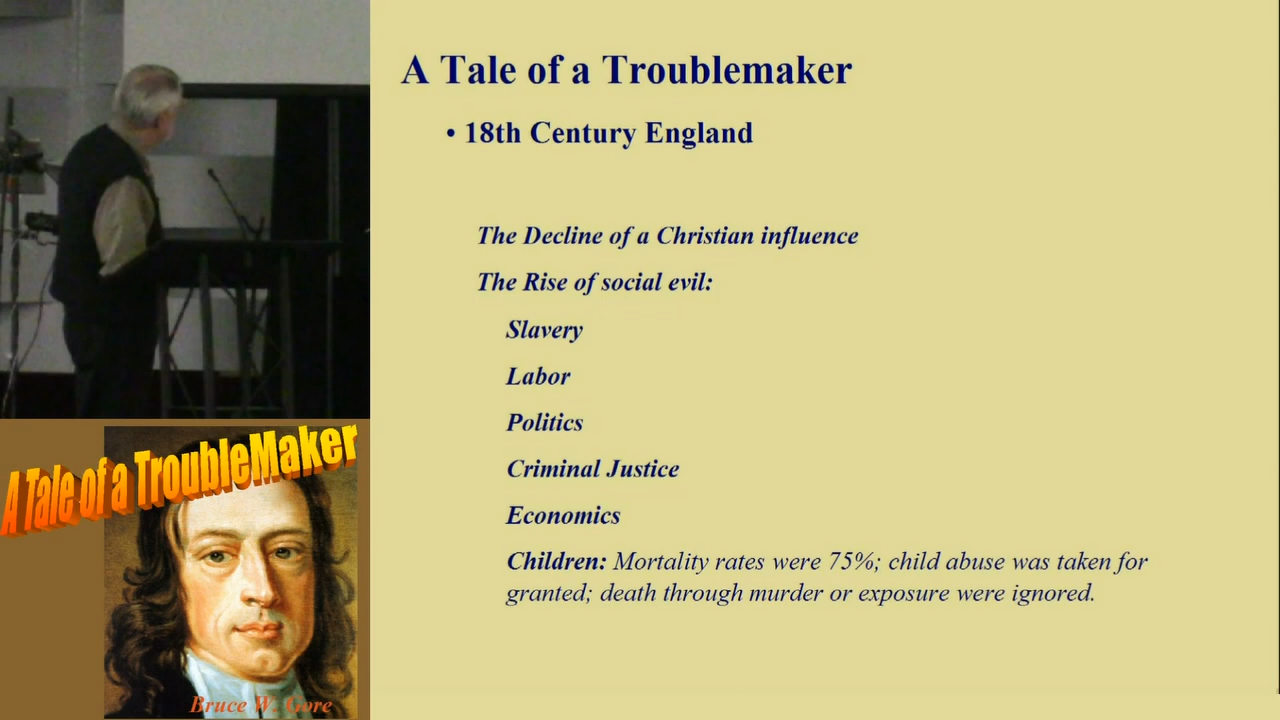 A Tale of a Troublemaker
• 18th Century England
The Decline of a Christian influence
The Rise of social evil:
Slavery
Labor
Politics
Criminal Justice
Economics
Children: Mortality rates were 75%; child abuse was taken for
granted; death through murder or exposure were ignored.
A Tale of a TroubleMaker
Bruce W. Gore